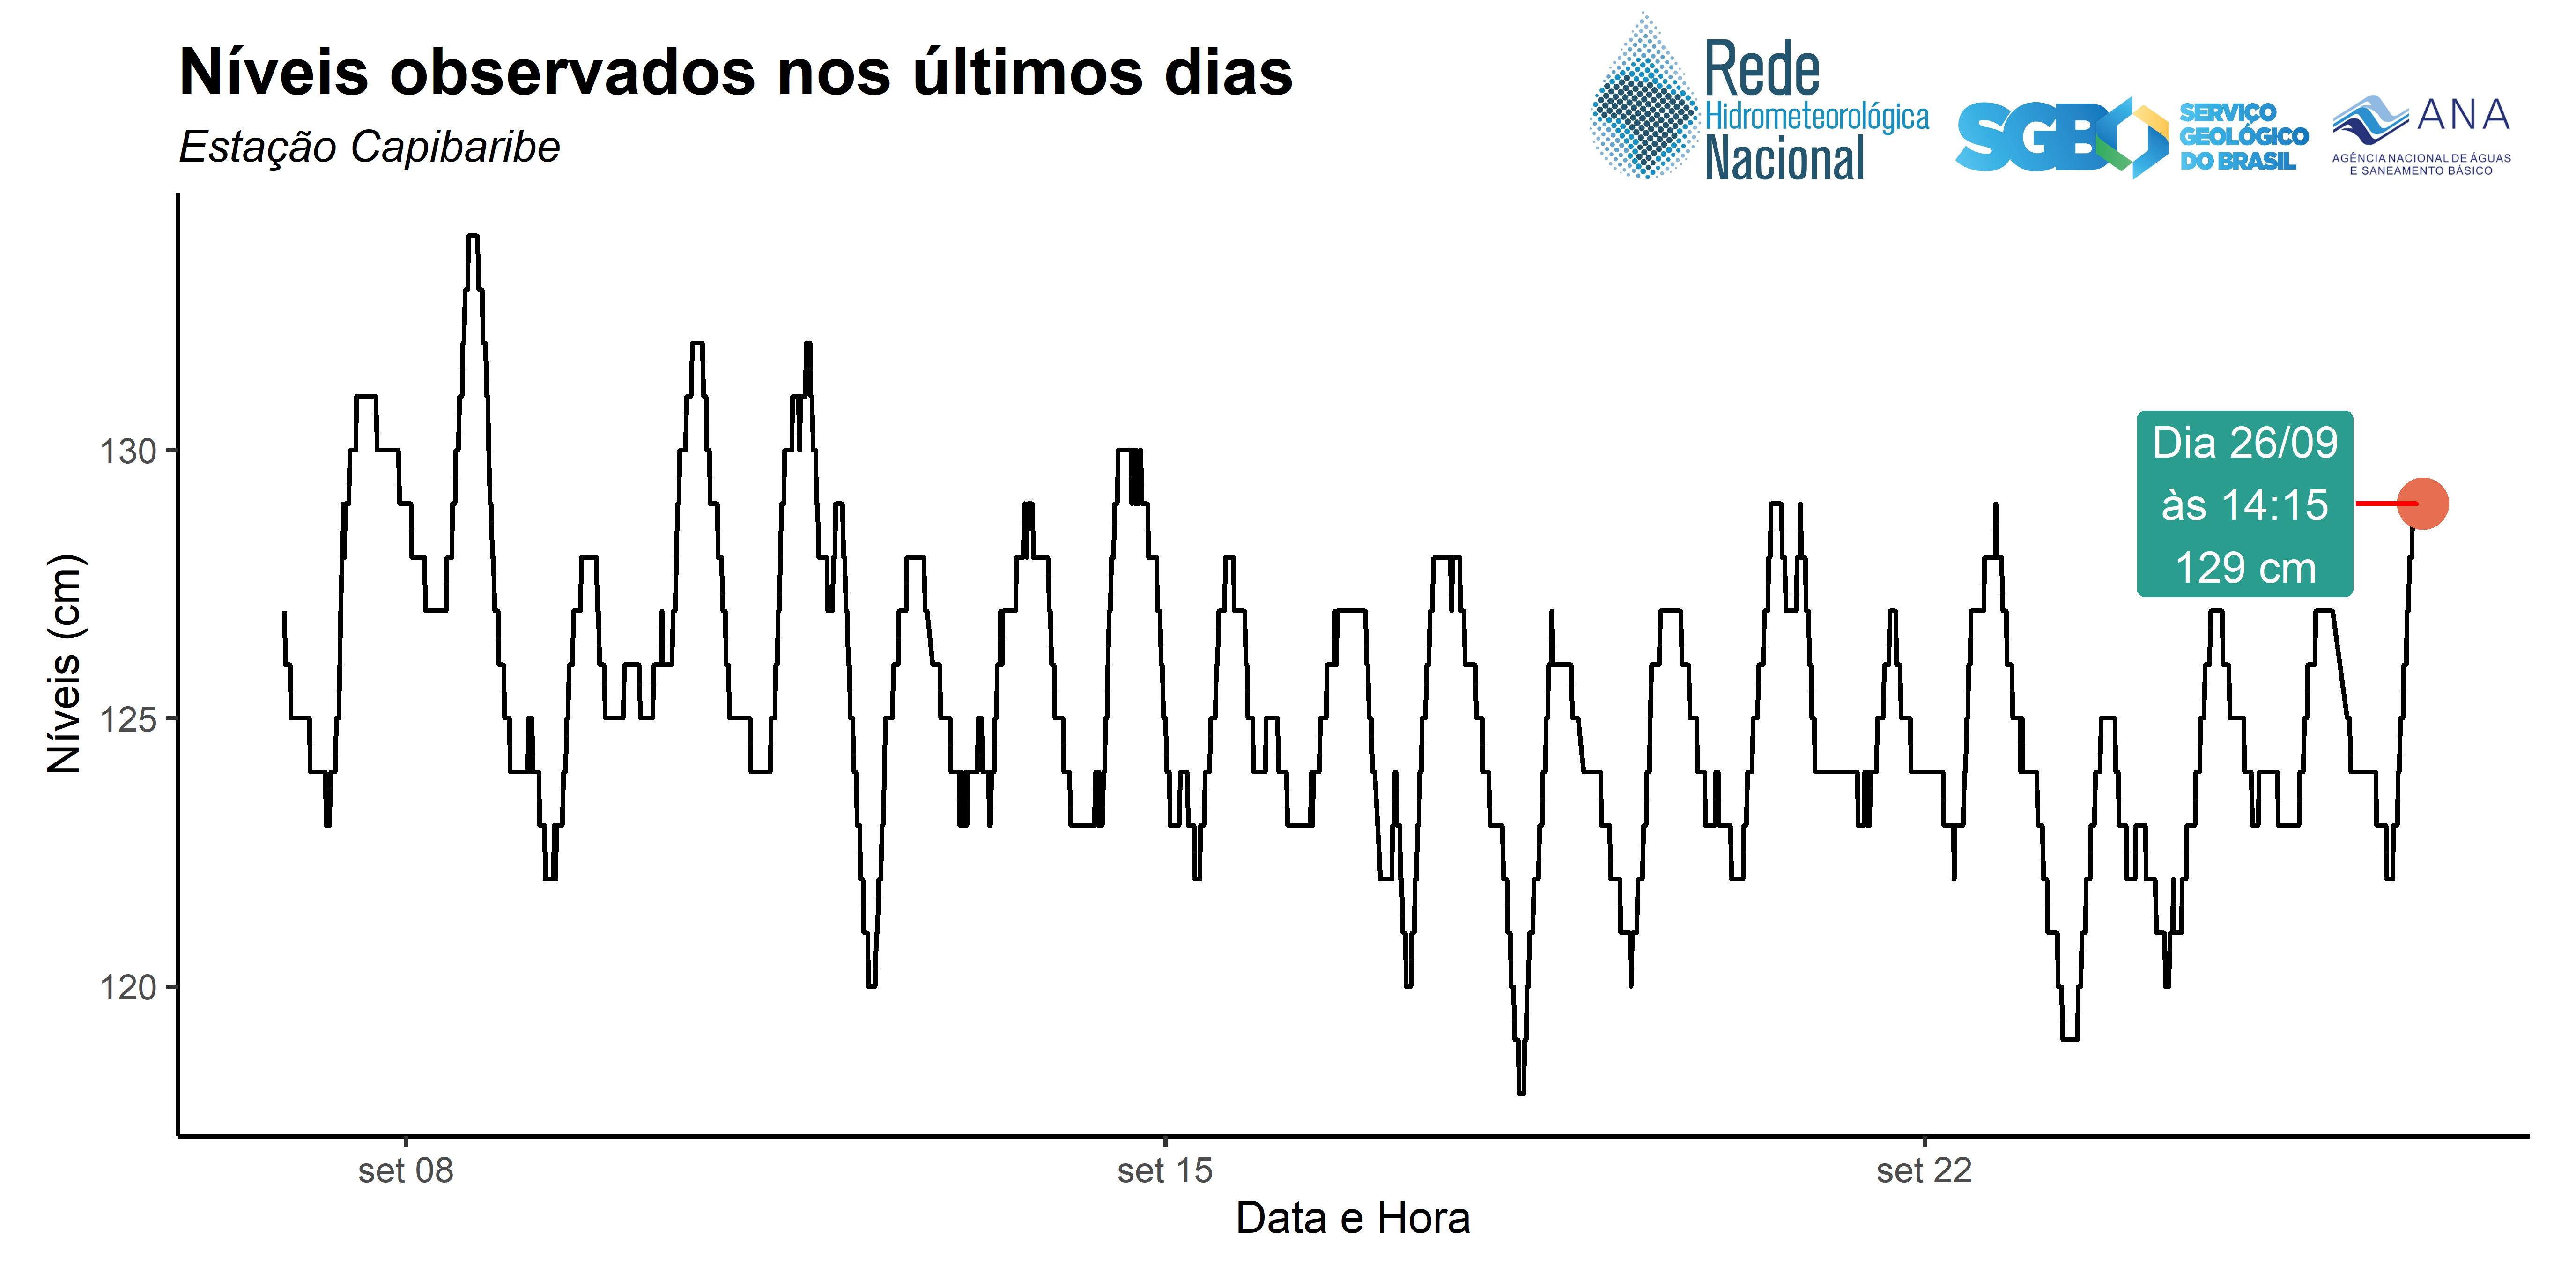 Níveis observados nos últimos dias
Estação Capibaribe
Rede
Hidrometeorológica
Nacional
SGB
SERVIÇO
GEOLÓGICO
DO BRASIL
ANA
AGÊNCIA NACIONAL DE ÁGUAS
E SANEAMENTO BÁSICO
Níveis (cm)
130
125
120
Dia 26/09
às 14:15
129 cm
set 08
set 15
set 22
Data e Hora